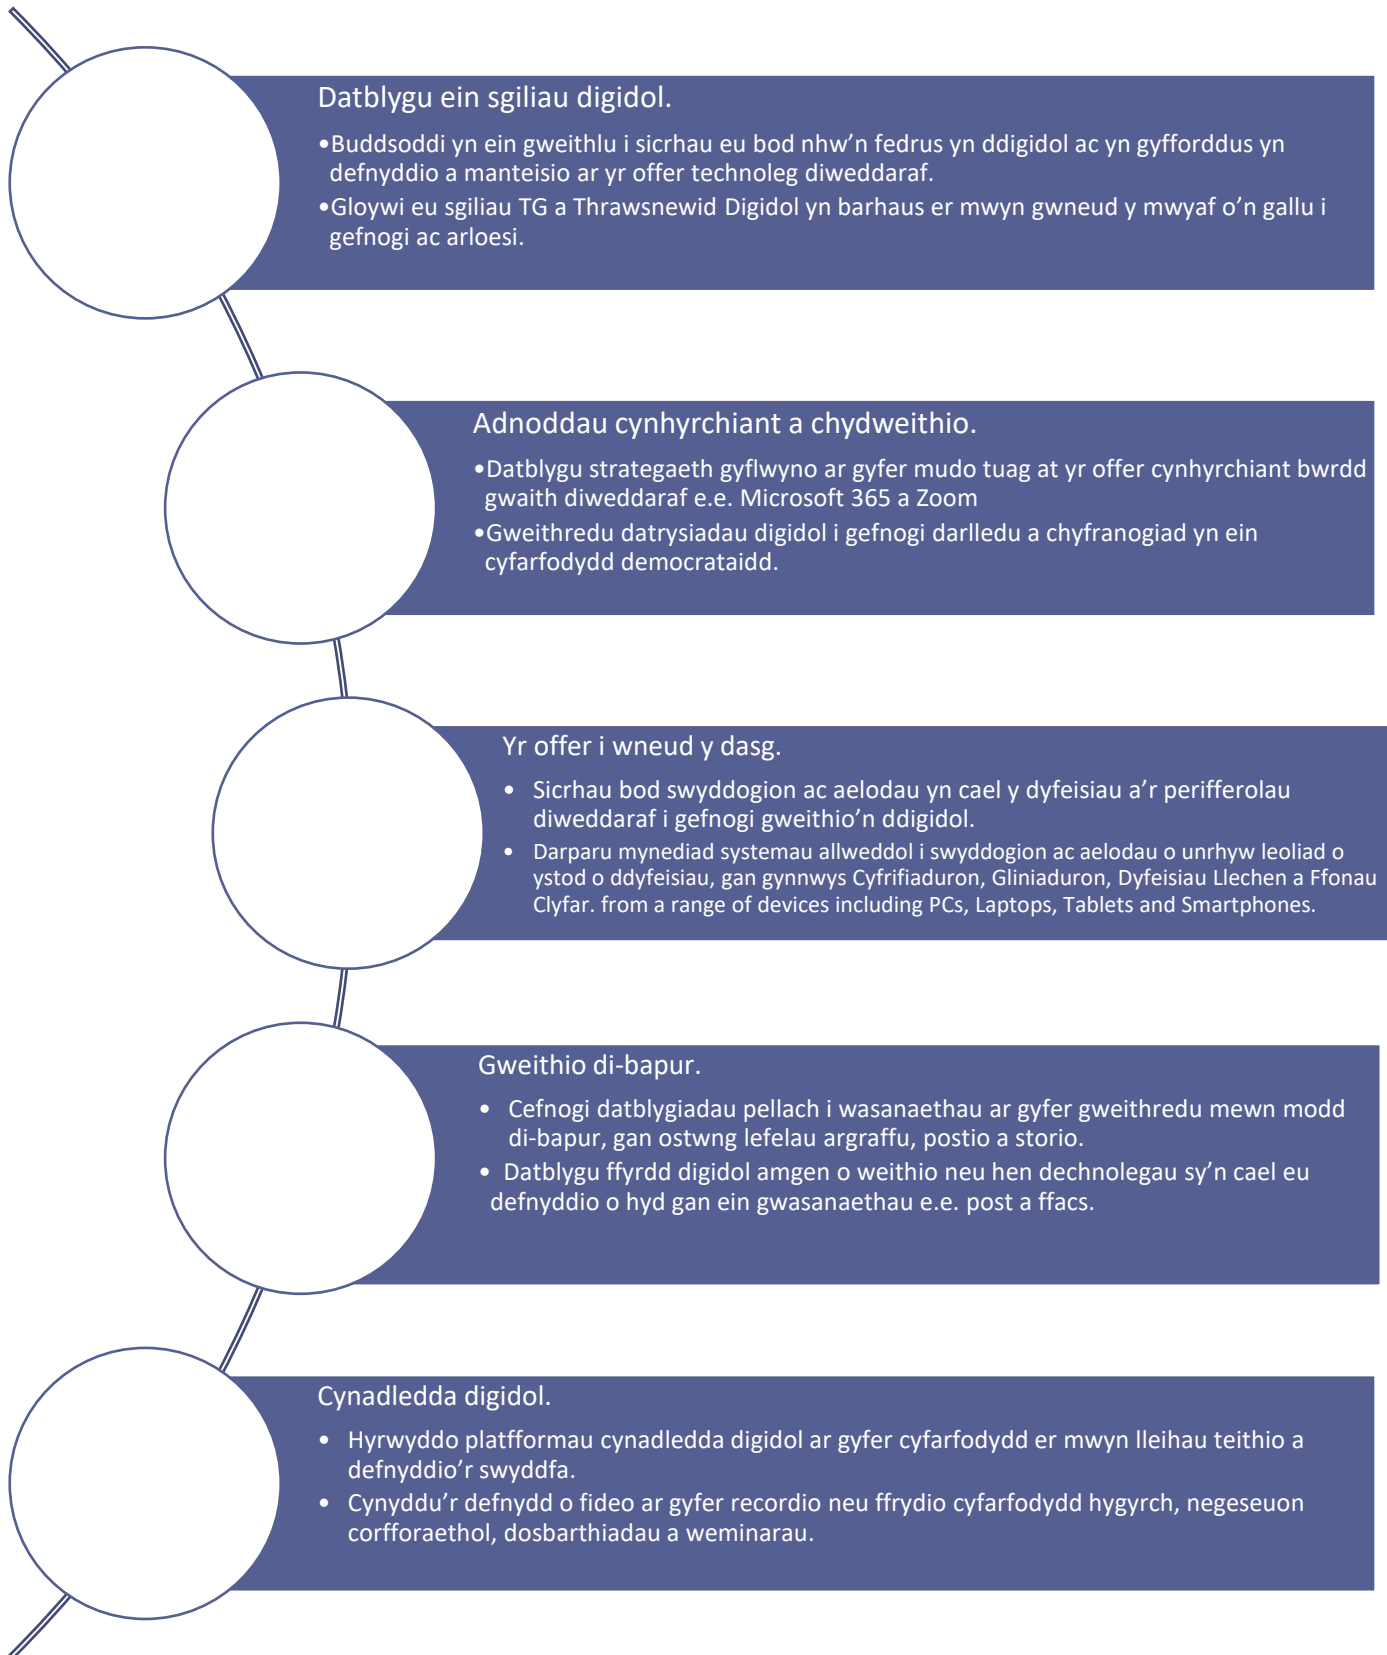 Datblygu ein sgiliau digidol.
•Buddsoddi yn ein gweithlu i sicrhau eu bod nhw’n fedrus yn ddigidol ac yn gyfforddus yn
defnyddio a manteisio ar yr offer technoleg diweddaraf.
•Gloywi eu sgiliau TG a Thrawsnewid Digidol yn barhaus er mwyn gwneud y mwyaf o’n gallu i
gefnogi ac arloesi.
Adnoddau cynhyrchiant a chydweithio.
•Datblygu strategaeth gyflwyno ar gyfer mudo tuag at yr offer cynhyrchiant bwrdd
gwaith diweddaraf e.e. Microsoft 365 a Zoom
•Gweithredu datrysiadau digidol i gefnogi darlledu a chyfranogiad yn ein
cyfarfodydd democrataidd.
Yr offer i wneud y dasg.
• Sicrhau bod swyddogion ac aelodau yn cael y dyfeisiau a’r perifferolau
diweddaraf i gefnogi gweithio’n ddigidol.
• Darparu mynediad systemau allweddol i swyddogion ac aelodau o unrhyw leoliad o
ystod o ddyfeisiau, gan gynnwys Cyfrifiaduron, Gliniaduron, Dyfeisiau Llechen a Ffonau
Clyfar. from a range of devices including PCs, Laptops, Tablets and Smartphones.
Gweithio di-bapur.
• Cefnogi datblygiadau pellach i wasanaethau ar gyfer gweithredu mewn modd
di-bapur, gan ostwng lefelau argraffu, postio a storio.
• Datblygu ffyrdd digidol amgen o weithio neu hen dechnolegau sy’n cael eu
defnyddio o hyd gan ein gwasanaethau e.e. post a ffacs.
Cynadledda digidol.
• Hyrwyddo platfformau cynadledda digidol ar gyfer cyfarfodydd er mwyn lleihau teithio a
defnyddio’r swyddfa.
• Cynyddu’r defnydd o fideo ar gyfer recordio neu ffrydio cyfarfodydd hygyrch, negeseuon
corfforaethol, dosbarthiadau a weminarau.